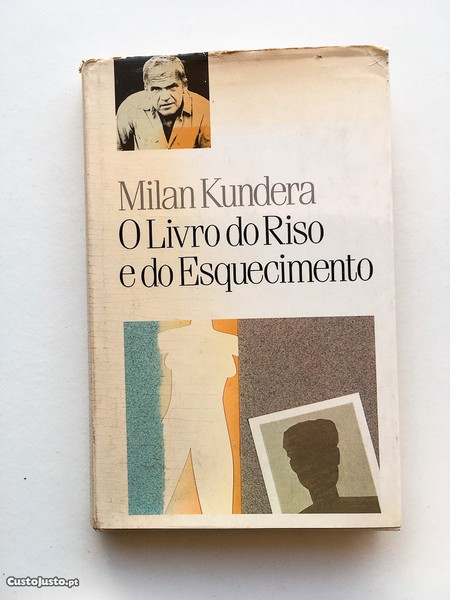 Milan Kundera
O Livro do Riso
e do Esquecimento
CustoJusto.pt